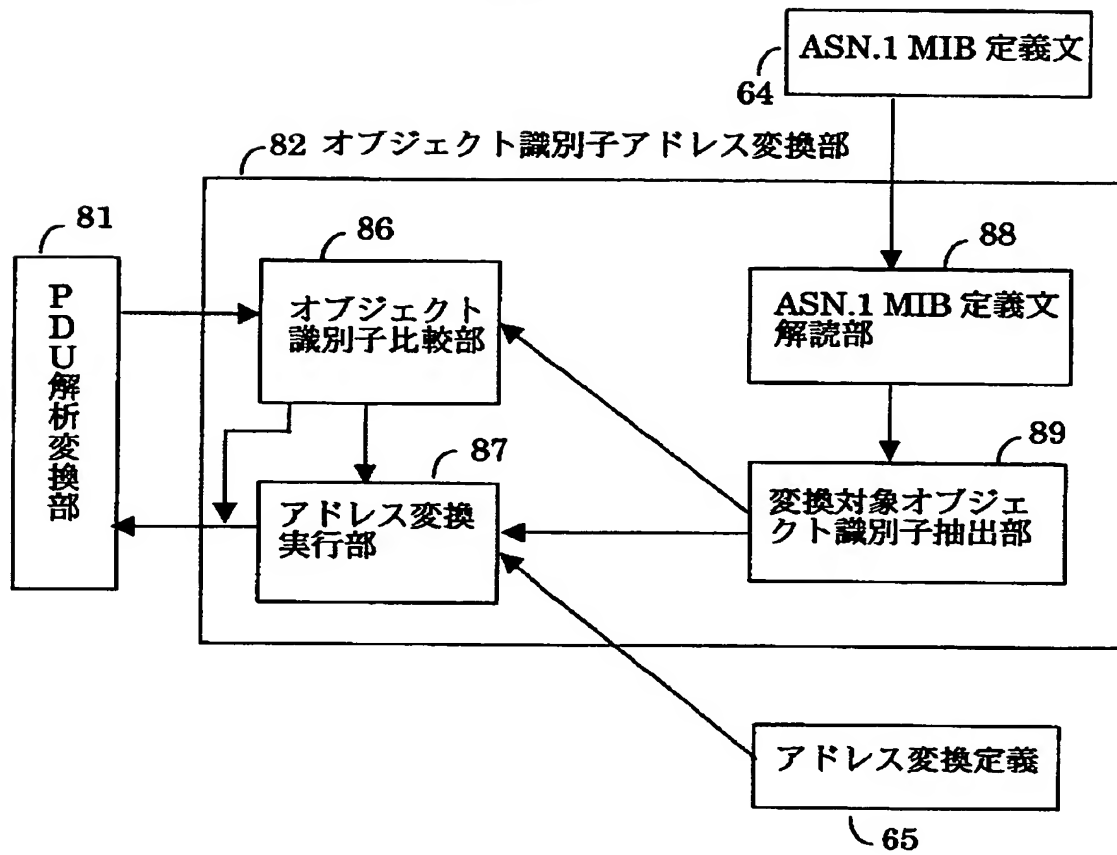 ASN.1 MIB 定義文
64
82 オブジェクト識別子アドレス変換部
81
86
88
PDU解析変換部
オブジェクト
識別子比較部
ASN.1 MIB 定義文
解読部
87
89
アドレス変換
実行部
変換対象オブジェ
クト識別子抽出部
アドレス変換定義
65